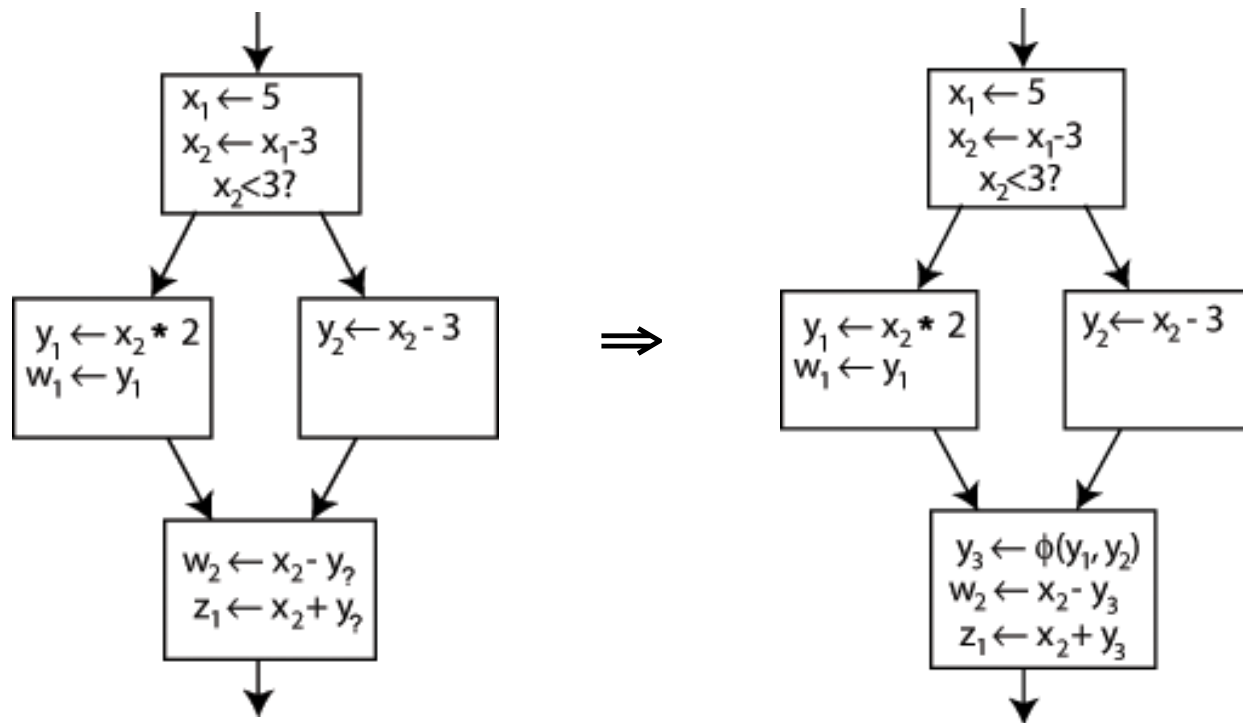 x₁ ← 5
x₂ ← x₁-3
x₂<3?
y₁ ← x₂ * 2
w₁ ← y₁
y₂ ← x₂ - 3
w₂ ← x₂ - y?
z₁ ← x₂ + y?
⇒
x₁ ← 5
x₂ ← x₁-3
x₂<3?
y₁ ← x₂ * 2
w₁ ← y₁
y₂ ← x₂ - 3
y₃ ← ϕ(y₁, y₂)
w₂ ← x₂ - y₃
z₁ ← x₂ + y₃